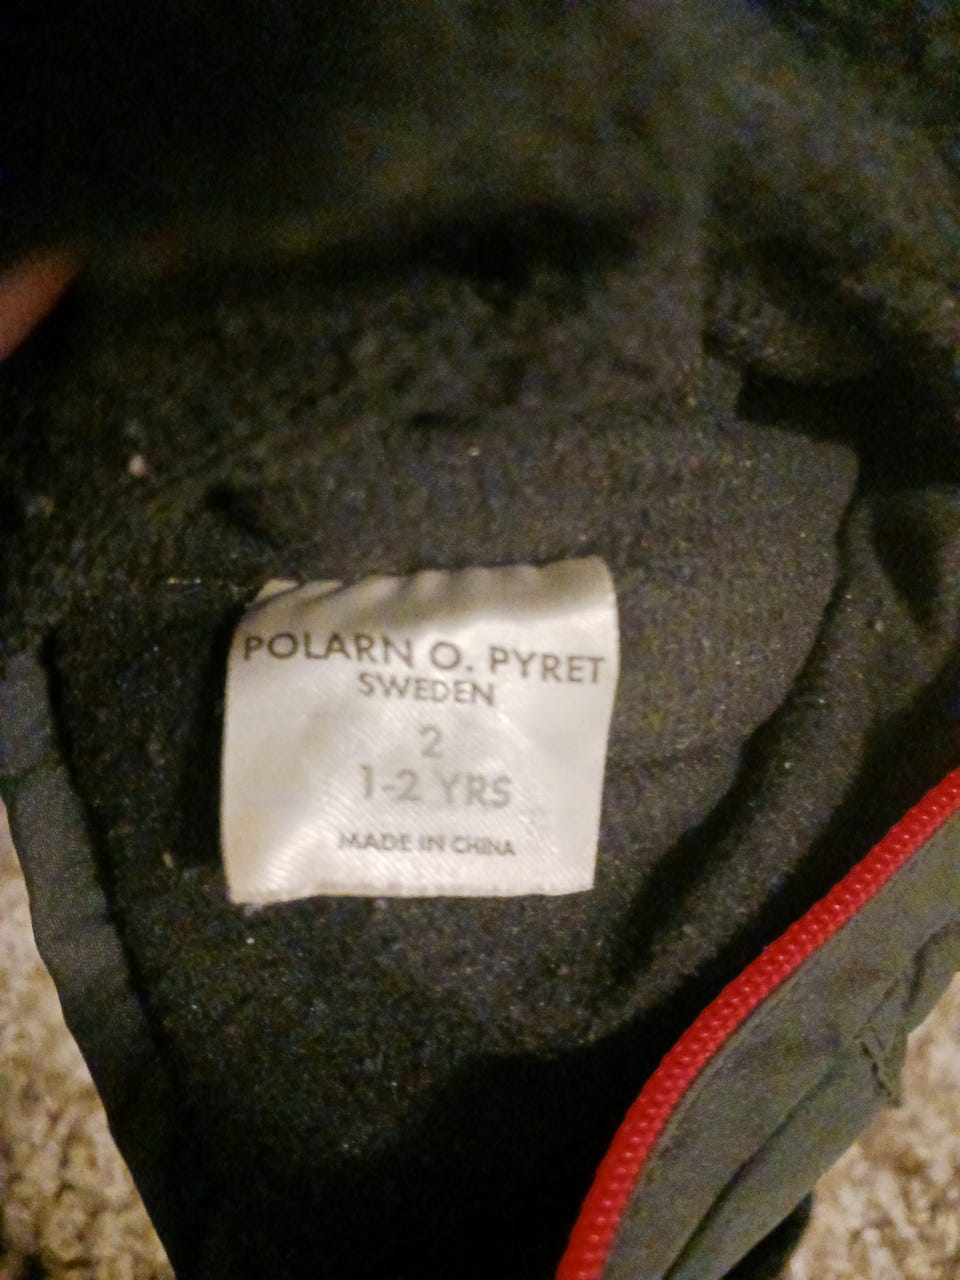 POLARN O. PYRET
SWEDEN
2
1-2 YRS
MADE IN CHINA